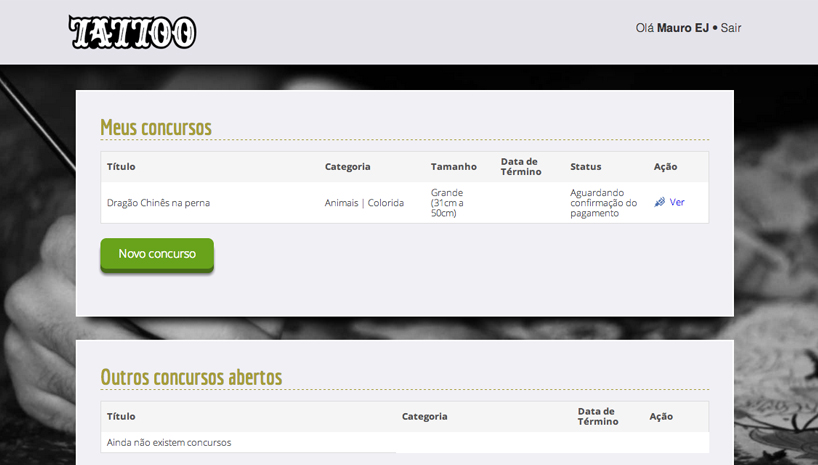 TATTOO
Olá Mauro EJ • Sair
Meus concursos
Título Categoria Tamanho Data de Término Status Ação
Dragão Chinês na perna Animais | Colorida Grande (31cm a 50cm) Aguardando confirmação do pagamento Ver
Novo concurso
Outros concursos abertos
Título Categoria Data de Término Ação
Ainda não existem concursos